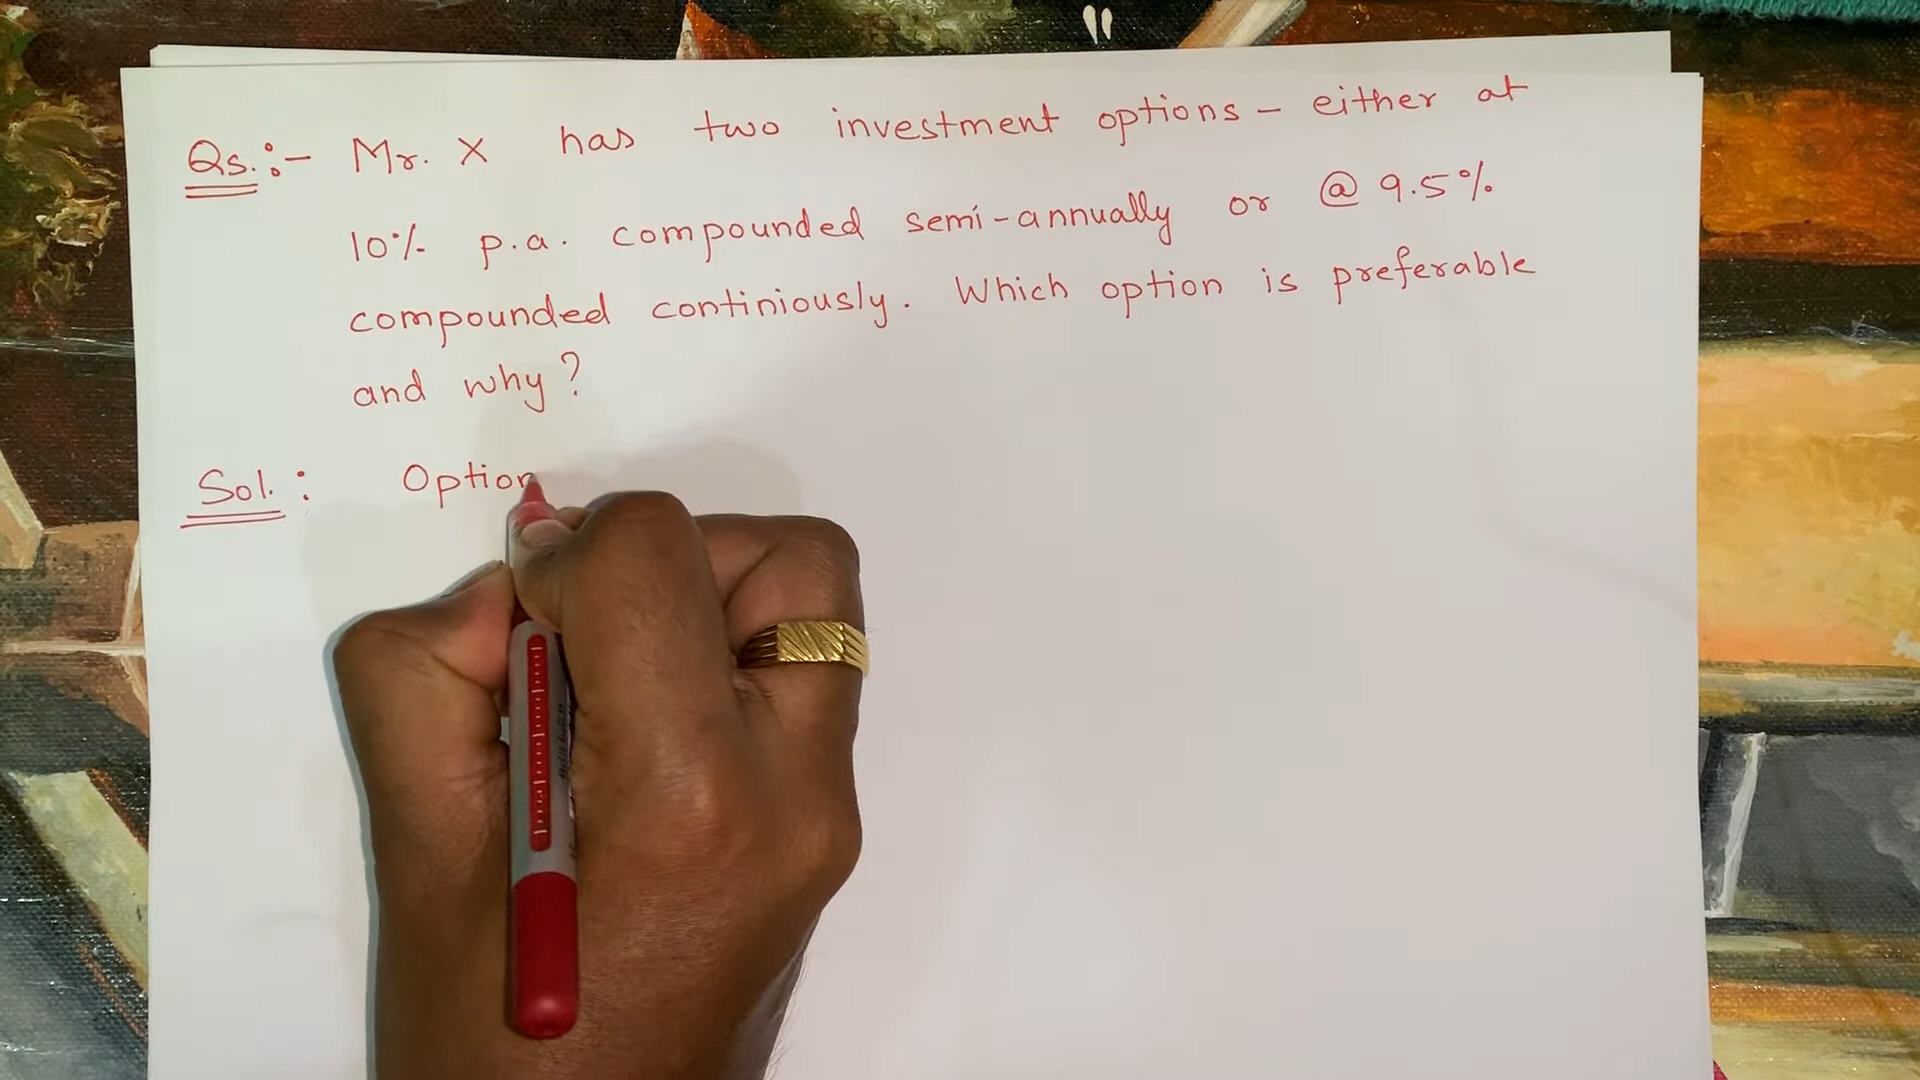 Qs.:- Mr. X has two investment options - either at
10% p.a. compounded semi-annually or @ 9.5%
compounded continiously. Which option is preferable
and why?
Sol. : Option